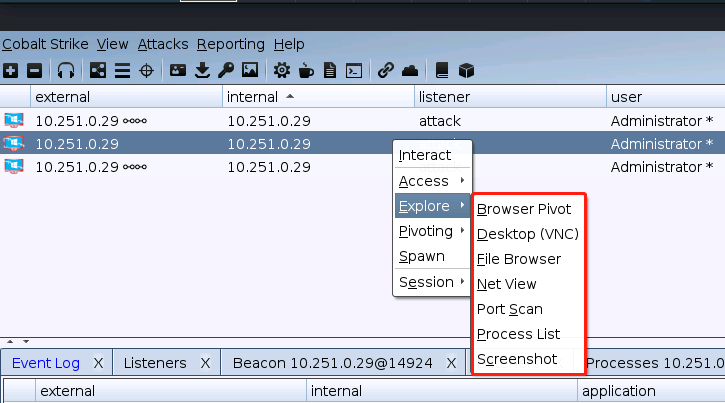 Cobalt Strike View Attacks Reporting Help
external internal listener user
10.251.0.29 10.251.0.29 attack Administrator *
10.251.0.29 10.251.0.29 Administrator *
10.251.0.29 10.251.0.29 Administrator *
Interact
Access
Explore
Pivoting
Spawn
Session
Browser Pivot
Desktop (VNC)
File Browser
Net View
Port Scan
Process List
Screenshot
Event Log X Listeners X Beacon 10.251.0.29@14924 X Processes 10.251.0
external internal application